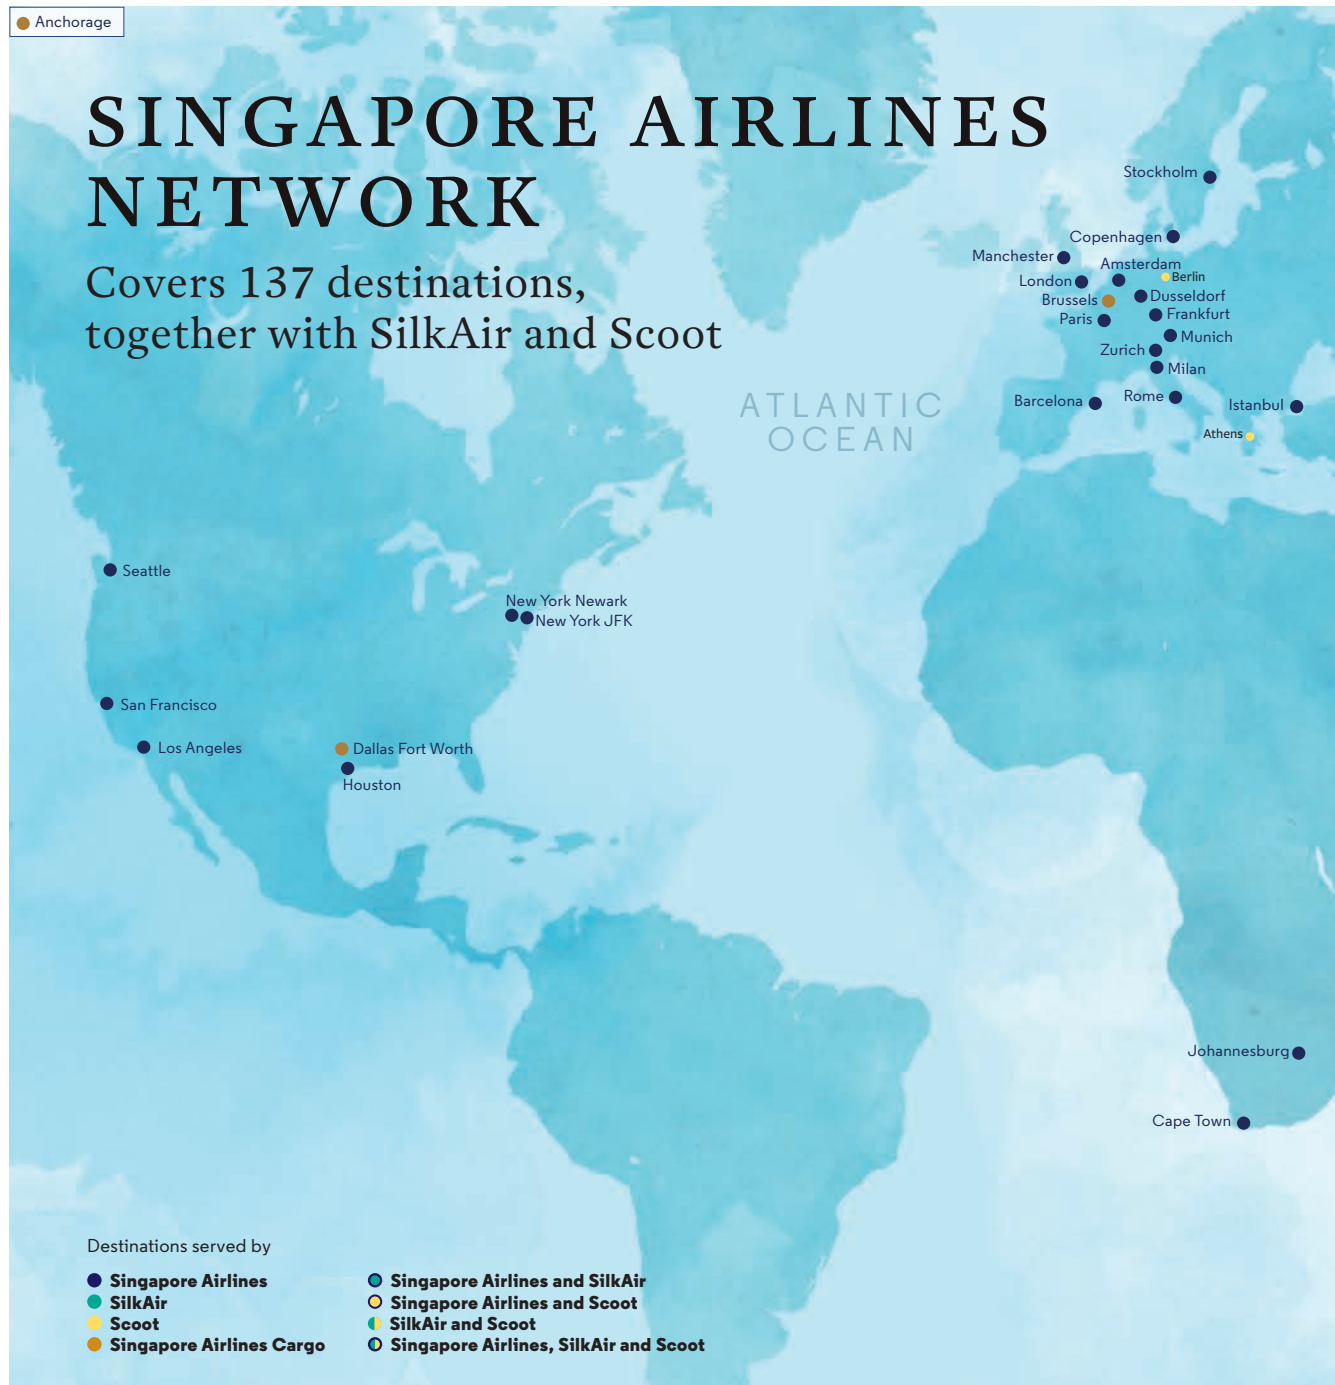 Anchorage
SINGAPORE AIRLINES
NETWORK
Covers 137 destinations,
together with SilkAir and Scoot
Stockholm
Copenhagen
Manchester
Amsterdam
London
Berlin
Brussels
Dusseldorf
Paris
Frankfurt
Munich
Zurich
Milan
Barcelona
Rome
Istanbul
Athens
ATLANTIC
OCEAN
Seattle
New York Newark
New York JFK
San Francisco
Los Angeles
Dallas Fort Worth
Houston
Johannesburg
Cape Town
Destinations served by
Singapore Airlines
SilkAir
Scoot
Singapore Airlines Cargo
Singapore Airlines and SilkAir
Singapore Airlines and Scoot
SilkAir and Scoot
Singapore Airlines, SilkAir and Scoot